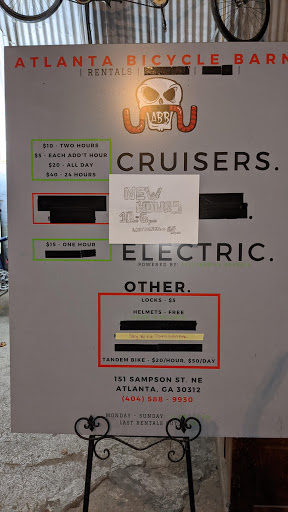 ATLANTA BICYCLE BARN
| RENTALS |
ABB
$10 - TWO HOURS
$5 - EACH ADD'T HOUR
$20 - ALL DAY
$40 - 24 HOURS
CRUISERS.
NEW
HOURS
$15 - ONE HOUR
ELECTRIC.
POWERED BY
OTHER.
LOCKS - $5
HELMETS - FREE
TANDEM BIKE - $20/HOUR, $50/DAY
151 SAMPSON ST. NE
ATLANTA, GA 30312
(404) 588 - 9930
MONDAY - SUNDAY:
LAST RENTALS